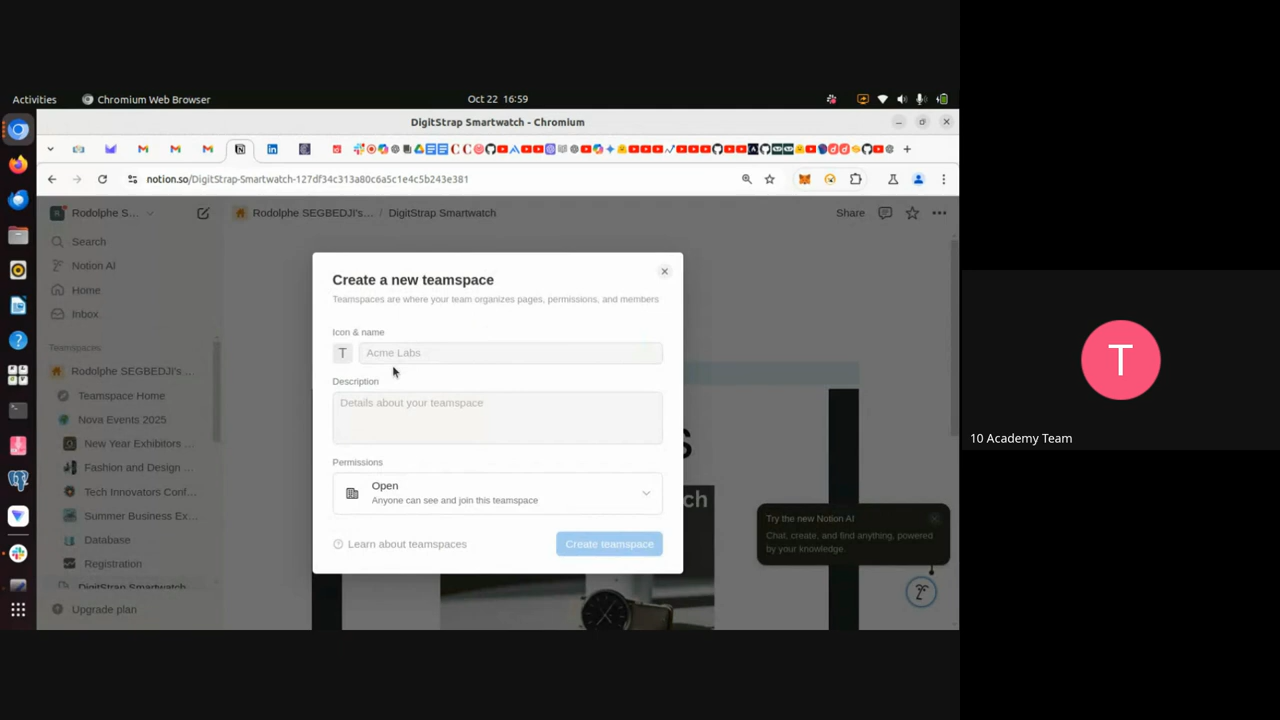 Activities
Chromium Web Browser
Oct 22 16:59
DigitStrap Smartwatch - Chromium
notion.so/DigitStrap-Smartwatch-127df34c313a80c6a5c1e4c5b243e381
Rodolphe S...
Rodolphe SEGBEDJI's... / DigitStrap Smartwatch
Share
Search
Notion AI
Home
Inbox
Teamspaces
Rodolphe SEGBEDJI's ...
Teamspace Home
Nova Events 2025
New Year Exhibitors ...
Fashion and Design ...
Tech Innovators Conf...
Summer Business Ex...
Database
Registration
DigitStrap Smartwatch
Upgrade plan
Create a new teamspace
Teamspaces are where your team organizes pages, permissions, and members
Icon & name
T
Acme Labs
Description
Details about your teamspace
Permissions
Open
Anyone can see and join this teamspace
Learn about teamspaces
Create teamspace
S
ch
Try the new Notion AI
Chat, create, and find anything, powered
by your knowledge.
T
10 Academy Team